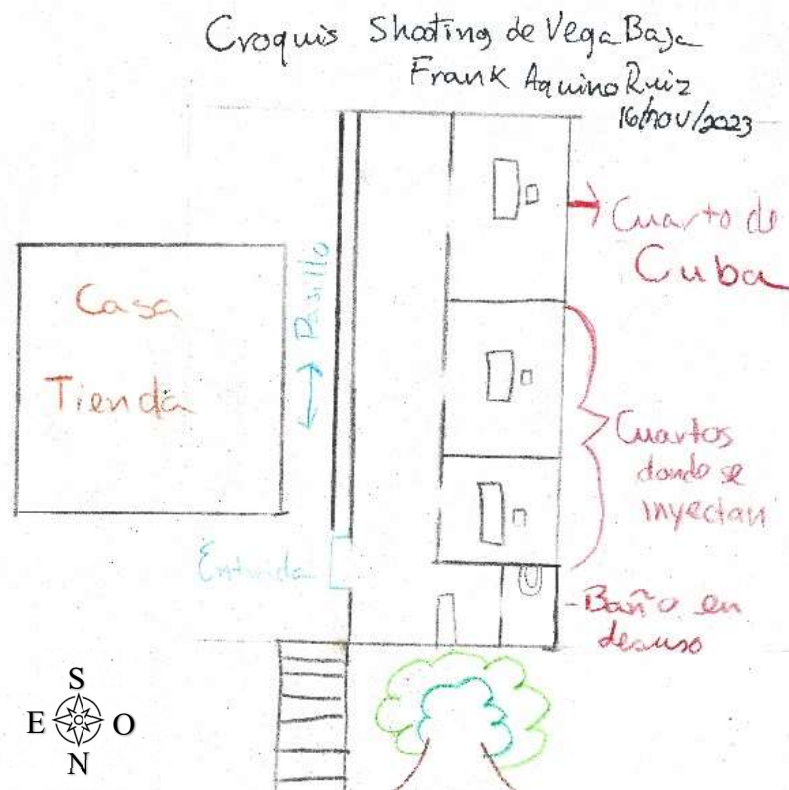 Croquis Shooting de Vega Baja
Frank Aquino Ruiz
16/nov/2023
Cuarto de
Cuba
Casa
Tienda
Pasillo
Cuartos
donde se
inyectan
Entrada
Baño en
desuso
S
E O
N